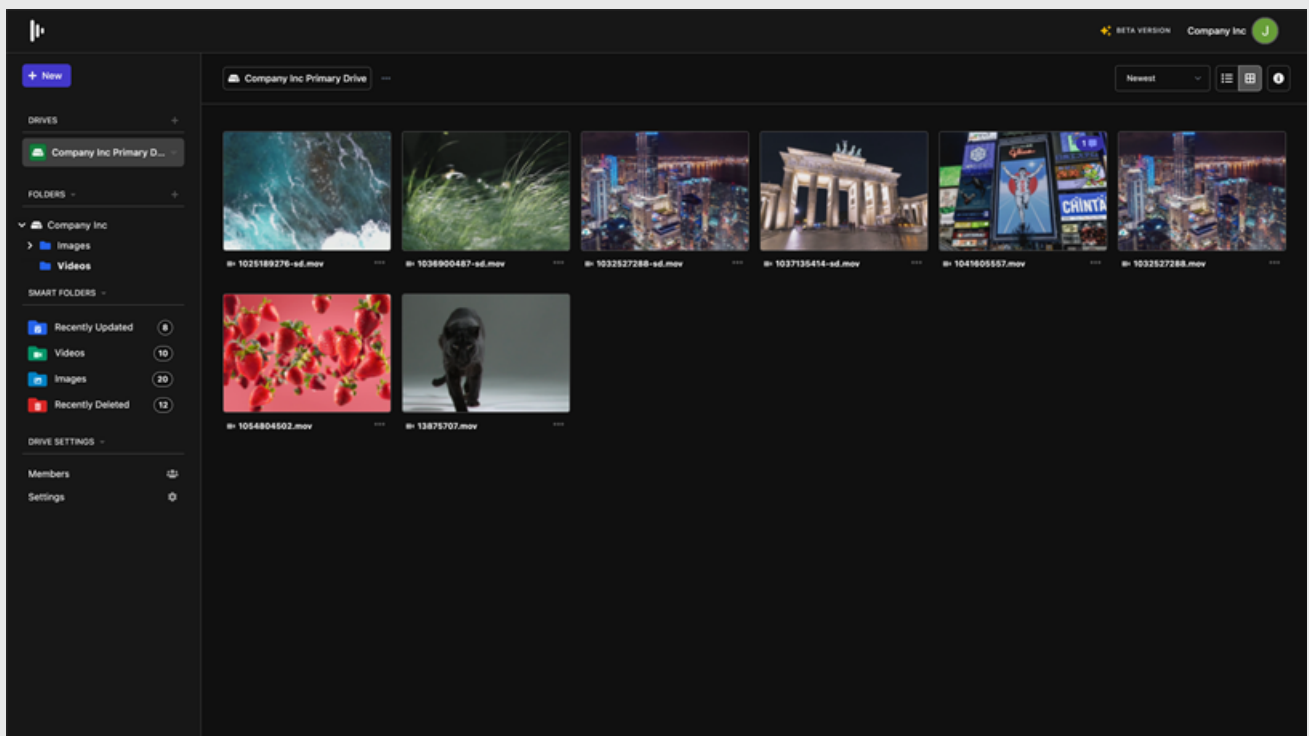 BETA VERSION
Company Inc
J
+ New
Company Inc Primary Drive
Newest
DRIVES
Company Inc Primary D...
FOLDERS
Company Inc
Images
Videos
SMART FOLDERS
Recently Updated 8
Videos 10
Images 20
Recently Deleted 12
DRIVE SETTINGS
Members
Settings
1025189276-sd.mov
1036900487-sd.mov
1032527288-sd.mov
1037135414-sd.mov
1041605557.mov
1032527288.mov
CHINTA
1054804502.mov
13875707.mov